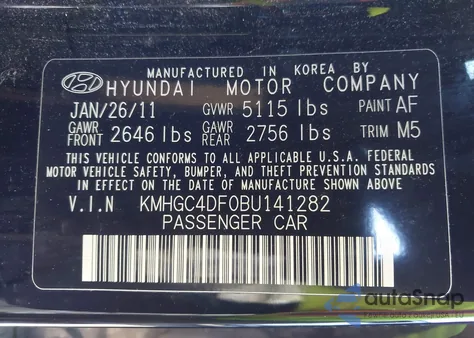 MANUFACTURED IN KOREA BY
HYUNDAI MOTOR COMPANY
JAN/26/11 GVWR 5115 lbs PAINT AF
GAWR FRONT 2646 lbs GAWR REAR 2756 lbs TRIM M5
THIS VEHICLE CONFORMS TO ALL APPLICABLE U.S.A. FEDERAL
MOTOR VEHICLE SAFETY, BUMPER, AND THEFT PREVENTION STANDARDS
IN EFFECT ON THE DATE OF MANUFACTURE SHOWN ABOVE.
V.I.N KMHGC4DF0BU141282
PASSENGER CAR
autoSnap